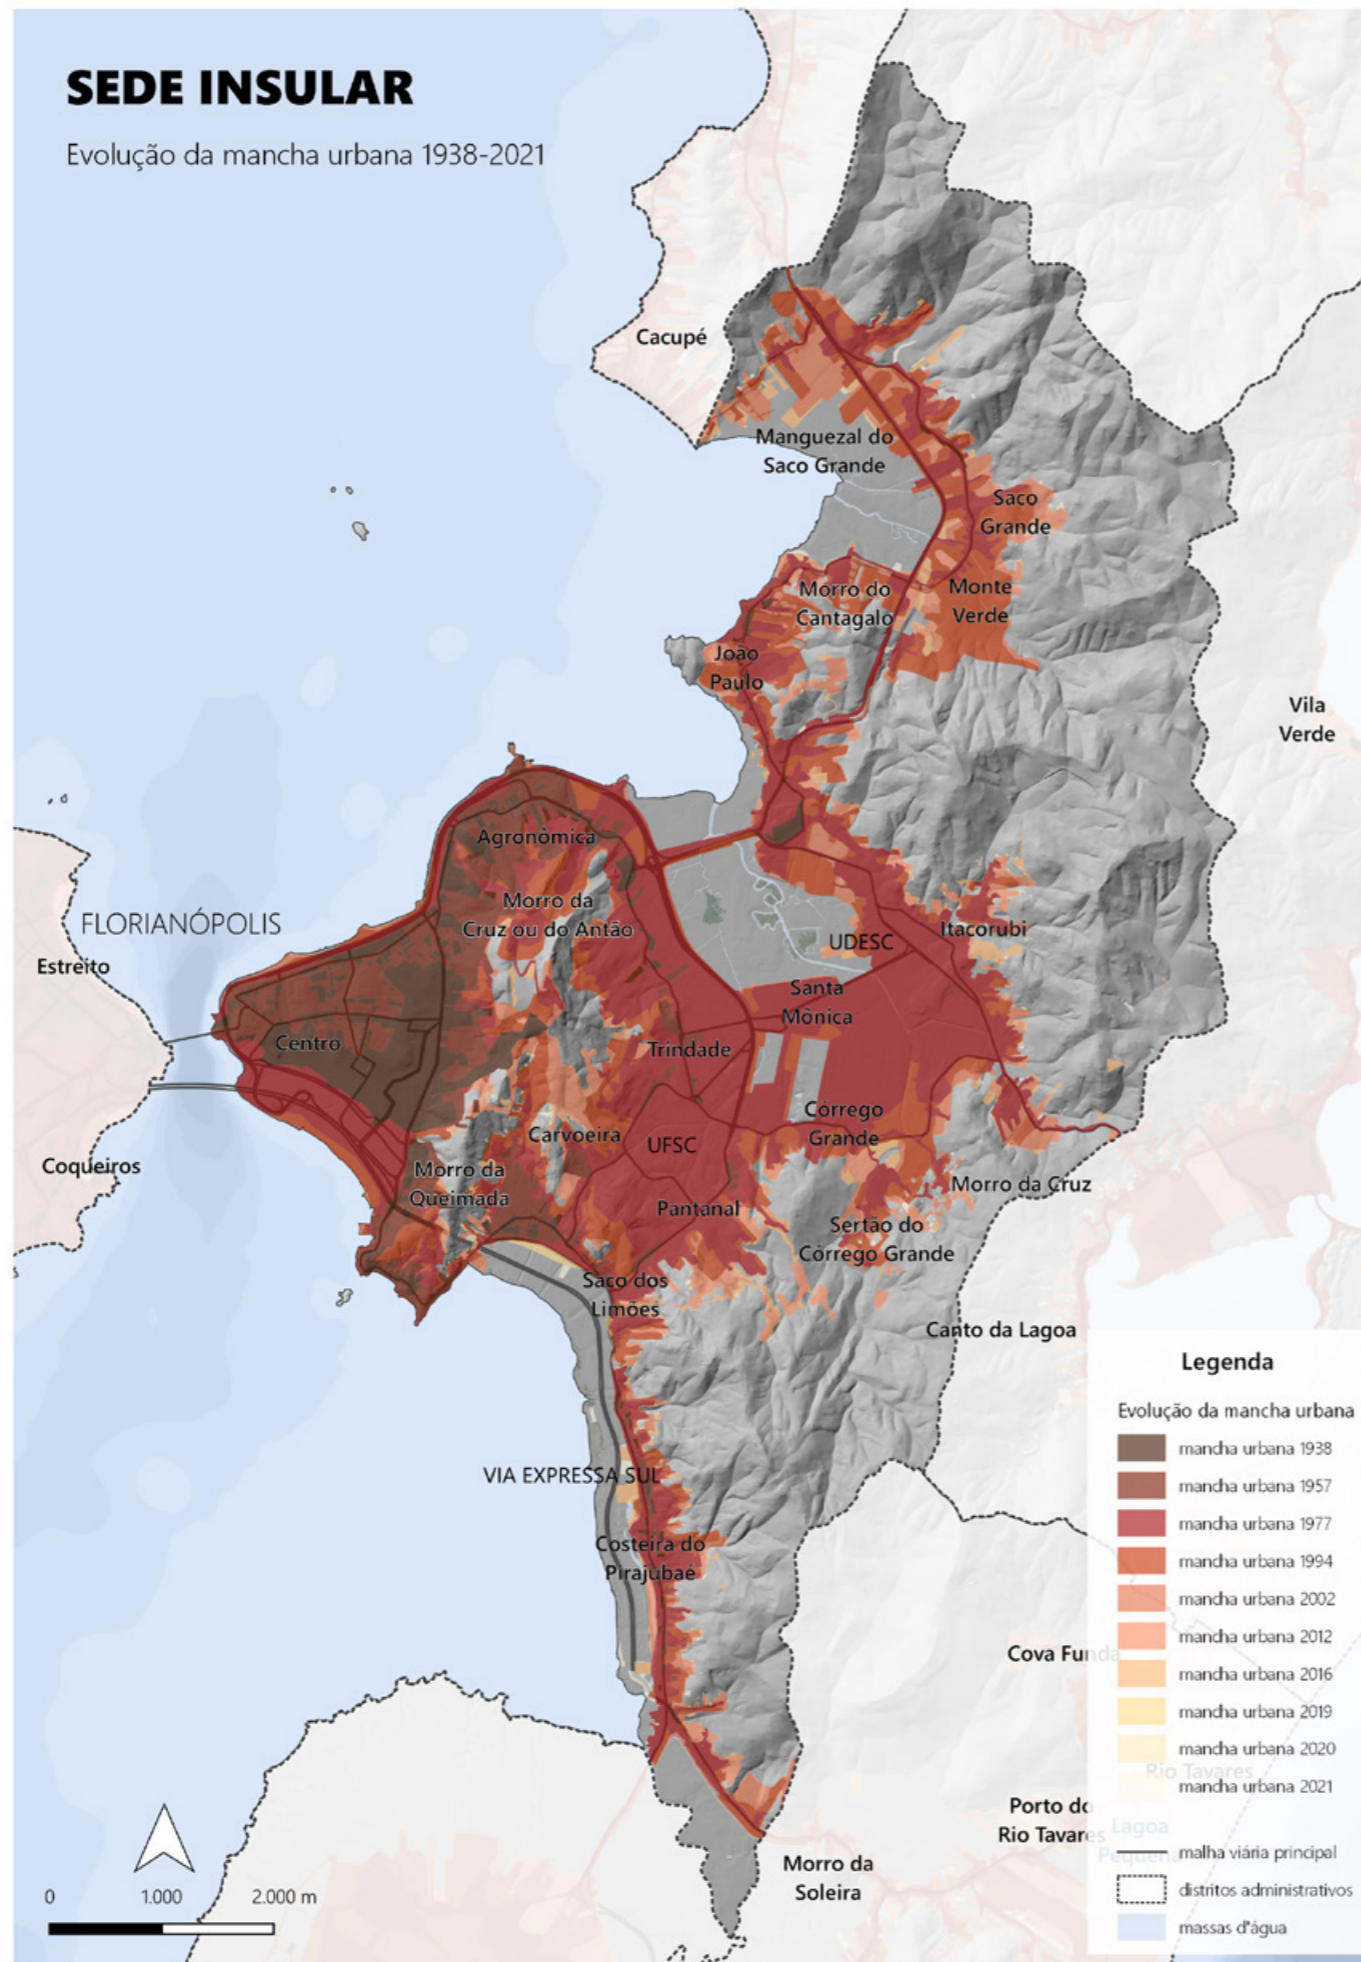 SEDE INSULAR
Evolução da mancha urbana 1938-2021
Cacupé
Manguezal do
Saco Grande
Saco
Grande
Morro do
Cantagalo
Monte
Verde
João
Paulo
Vila
Verde
Agronômica
Morro da
Cruz ou do Antão
FLORIANÓPOLIS
UDESC
Itacorubi
Estreito
Santa
Mônica
Centro
Trindade
Córrego
Grande
Carvoeira
UFSC
Coqueiros
Morro da
Queimada
Morro da Cruz
Pantanal
Sertão do
Córrego Grande
Saco dos
Limões
Canto da Lagoa
VIA EXPRESSA SUL
Costeira do
Pirajubaé
Cova Funda
Rio Tavares
Porto do
Rio Tavares
Lagoa
Pequena
Morro da
Soleira
0 1.000 2.000 m
Legenda
Evolução da mancha urbana
mancha urbana 1938
mancha urbana 1957
mancha urbana 1977
mancha urbana 1994
mancha urbana 2002
mancha urbana 2012
mancha urbana 2016
mancha urbana 2019
mancha urbana 2020
mancha urbana 2021
malha viária principal
distritos administrativos
massas d'água